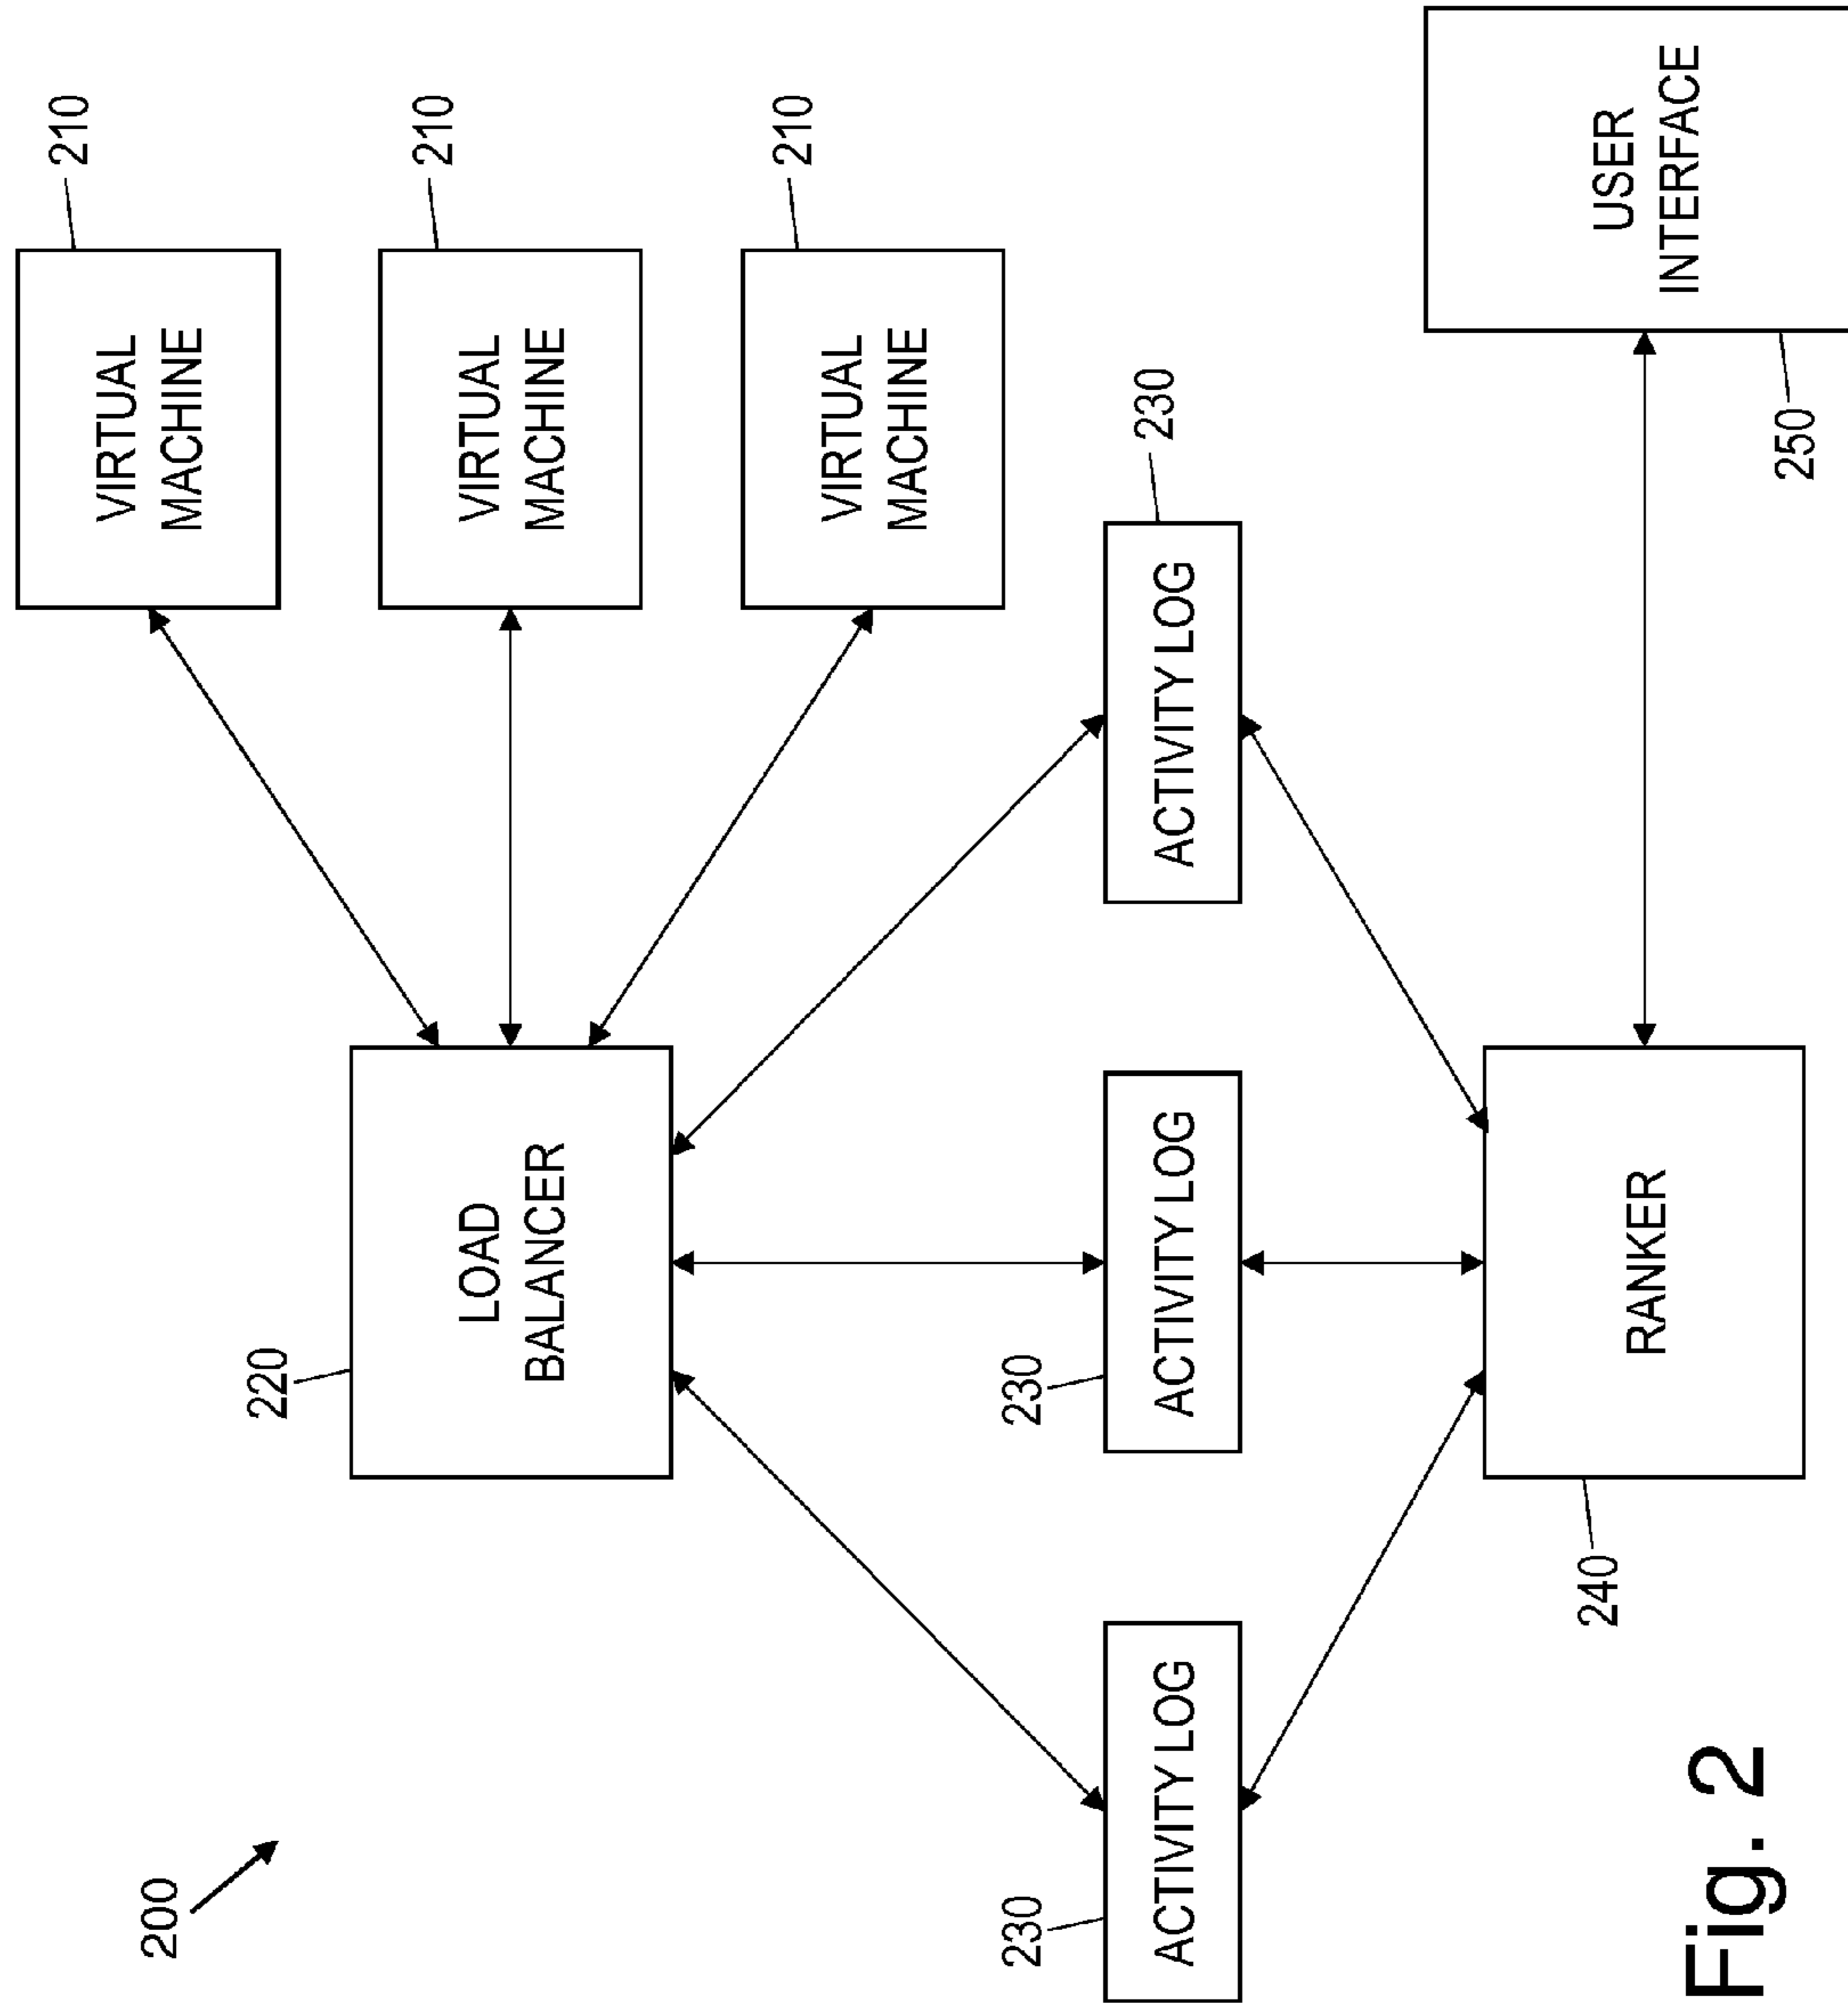 200
220
LOAD
BALANCER
210
VIRTUAL
MACHINE
210
VIRTUAL
MACHINE
210
VIRTUAL
MACHINE
230
ACTIVITY LOG
230
ACTIVITY LOG
230
ACTIVITY LOG
240
RANKER
250
USER
INTERFACE
Fig. 2